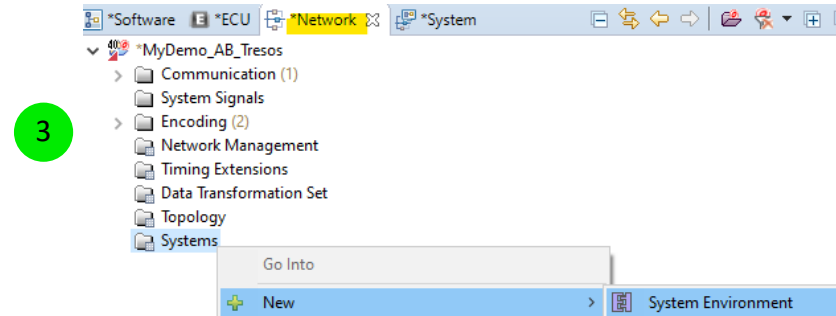 *Software *ECU *Network *System
*MyDemo_AB_Tresos
Communication (1)
System Signals
3
Encoding (2)
Network Management
Timing Extensions
Data Transformation Set
Topology
Systems
Go Into
New > System Environment